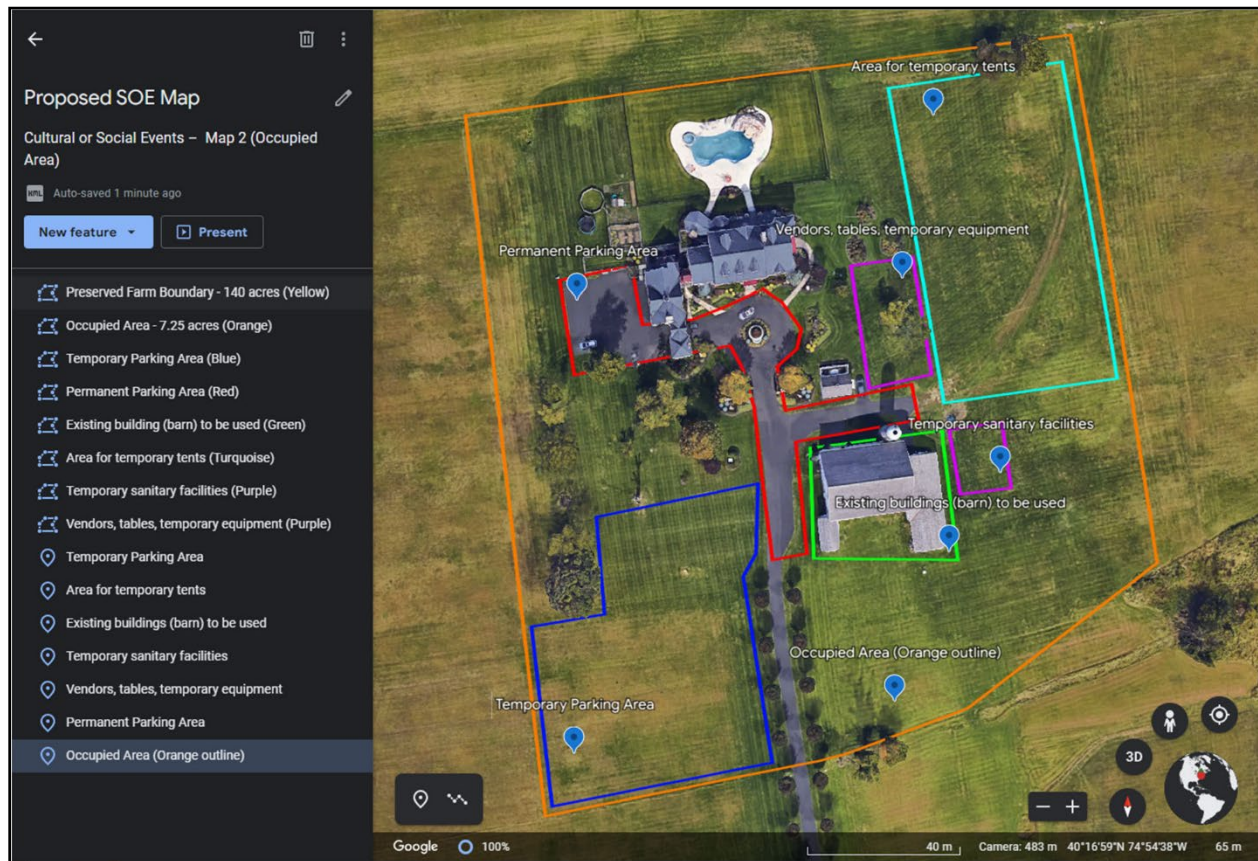 Proposed SOE Map
Cultural or Social Events – Map 2 (Occupied
Area)
KML Auto-saved 1 minute ago
New feature
Present
Preserved Farm Boundary - 140 acres (Yellow)
Occupied Area - 7.25 acres (Orange)
Temporary Parking Area (Blue)
Permanent Parking Area (Red)
Existing building (barn) to be used (Green)
Area for temporary tents (Turquoise)
Temporary sanitary facilities (Purple)
Vendors, tables, temporary equipment (Purple)
Temporary Parking Area
Area for temporary tents
Existing buildings (barn) to be used
Temporary sanitary facilities
Vendors, tables, temporary equipment
Permanent Parking Area
Occupied Area (Orange outline)
Area for temporary tents
Vendors, tables, temporary equipment
Permanent Parking Area
Temporary sanitary facilities
Existing buildings (barn) to be used
Occupied Area (Orange outline)
Temporary Parking Area
3D
Google 100% 40 m Camera: 483 m 40°16'59"N 74°54'38"W 65 m